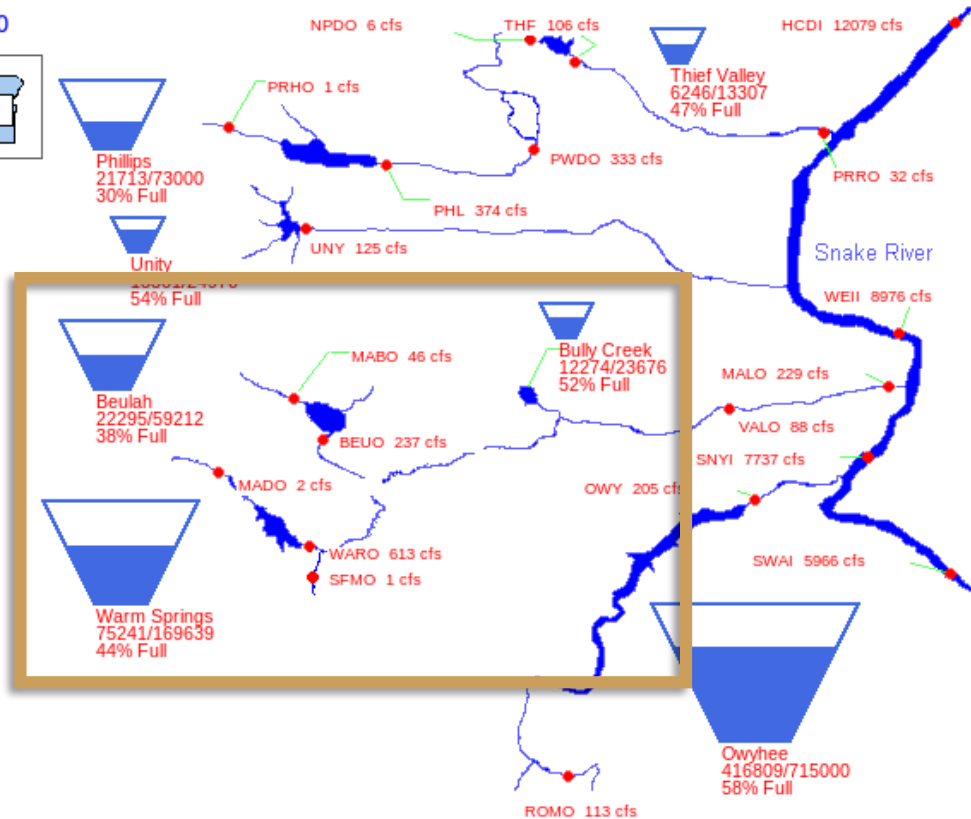 0
NPDO 6 cfs
THF 106 cfs
HCDI 12079 cfs
Thief Valley
6246/13307
47% Full
PRHO 1 cfs
Phillips
21713/73000
30% Full
PWDO 333 cfs
PRRO 32 cfs
PHL 374 cfs
UNY 125 cfs
Snake River
Unity
54% Full
WEII 8976 cfs
Bully Creek
12274/23676
52% Full
MABO 46 cfs
MALO 229 cfs
Beulah
22295/59212
38% Full
VALO 88 cfs
BEUO 237 cfs
SNYI 7737 cfs
MADO 2 cfs
OWY 205 cfs
WARO 613 cfs
SWAI 5966 cfs
SFMO 1 cfs
Warm Springs
75241/169639
44% Full
Owyhee
416809/715000
58% Full
ROMO 113 cfs